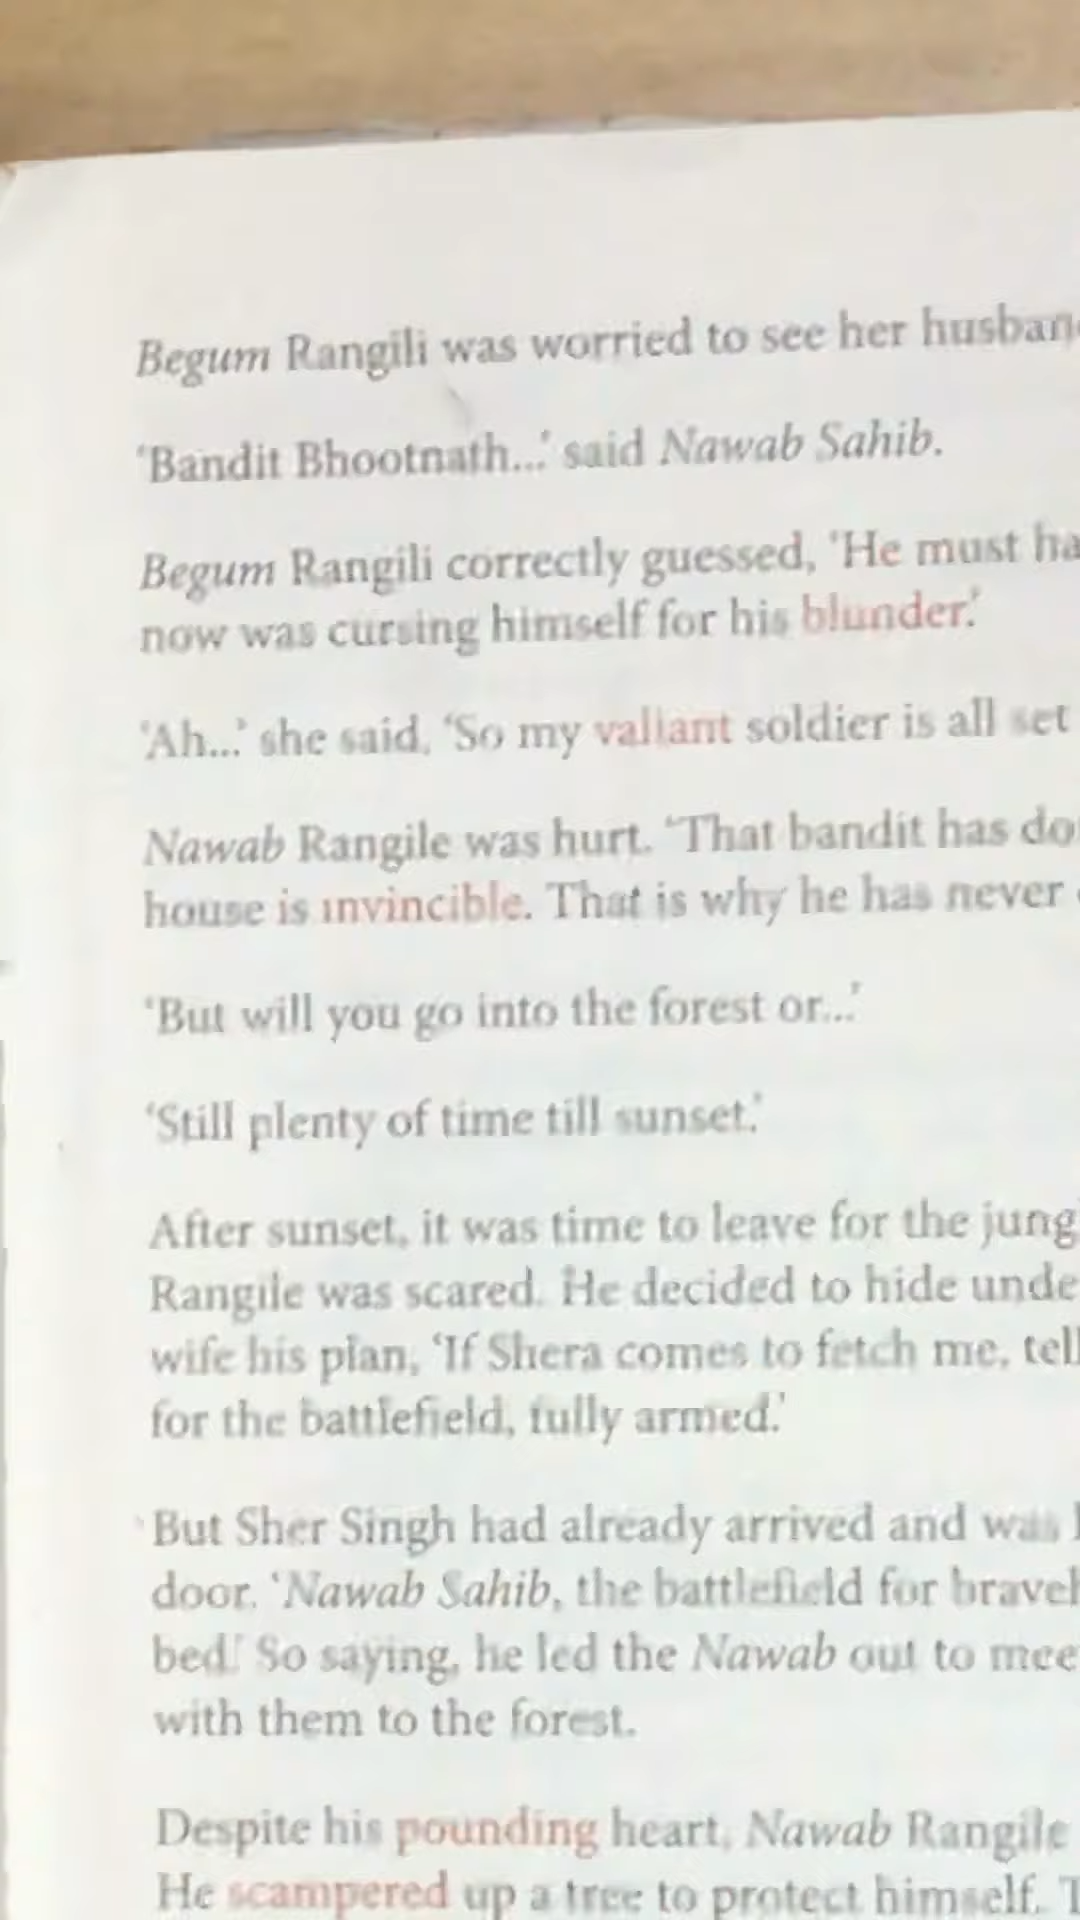 Begum Rangili was worried to see her husban
‘Bandit Bhootnath...’ said Nawab Sahib.
Begum Rangili correctly guessed, ‘He must ha
now was cursing himself for his blunder.’
‘Ah...’ she said, ‘So my valiant soldier is all set
Nawab Rangile was hurt. ‘That bandit has do
house is invincible. That is why he has never
‘But will you go into the forest or...’
‘Still plenty of time till sunset.’
After sunset, it was time to leave for the jung
Rangile was scared. He decided to hide unde
wife his plan, ‘If Shera comes to fetch me, tell
for the battlefield, fully armed.’
But Sher Singh had already arrived and was
door. ‘Nawab Sahib, the battlefield for braveh
bed.’ So saying, he led the Nawab out to mee
with them to the forest.
Despite his pounding heart, Nawab Rangile
He scampered up a tree to protect himself. T